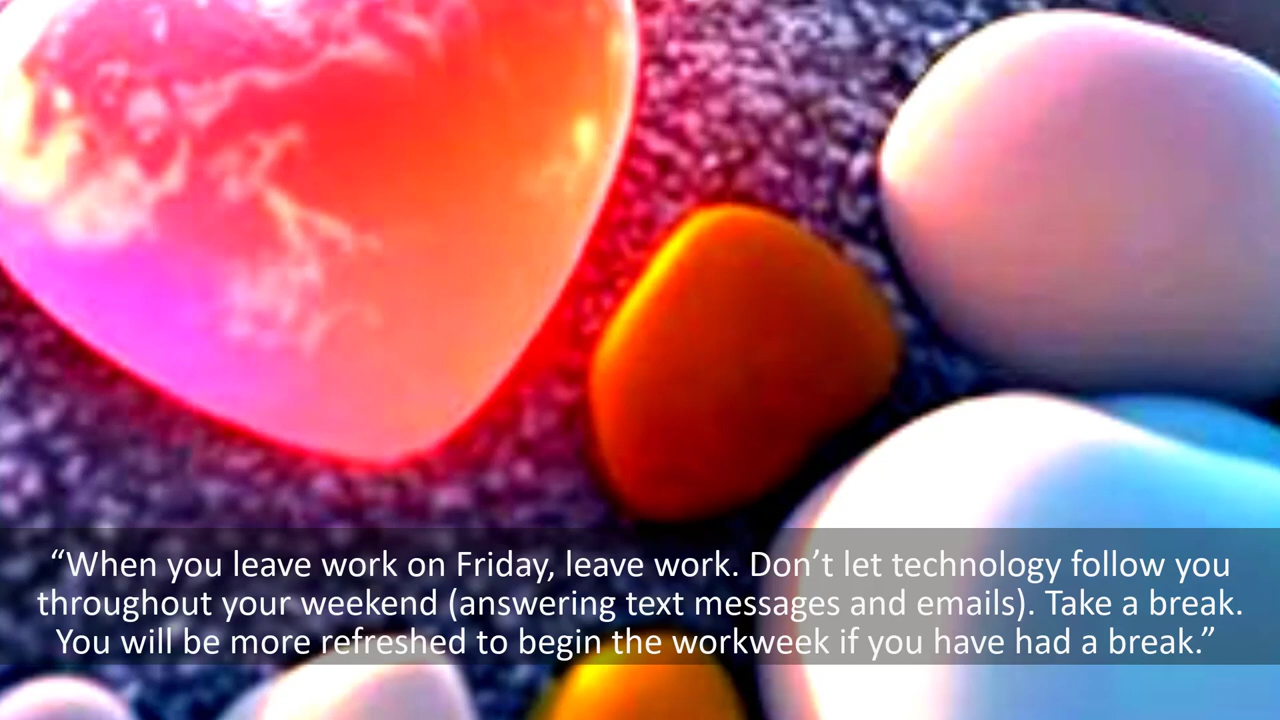 “When you leave work on Friday, leave work. Don’t let technology follow you
throughout your weekend (answering text messages and emails). Take a break.
You will be more refreshed to begin the workweek if you have had a break.”